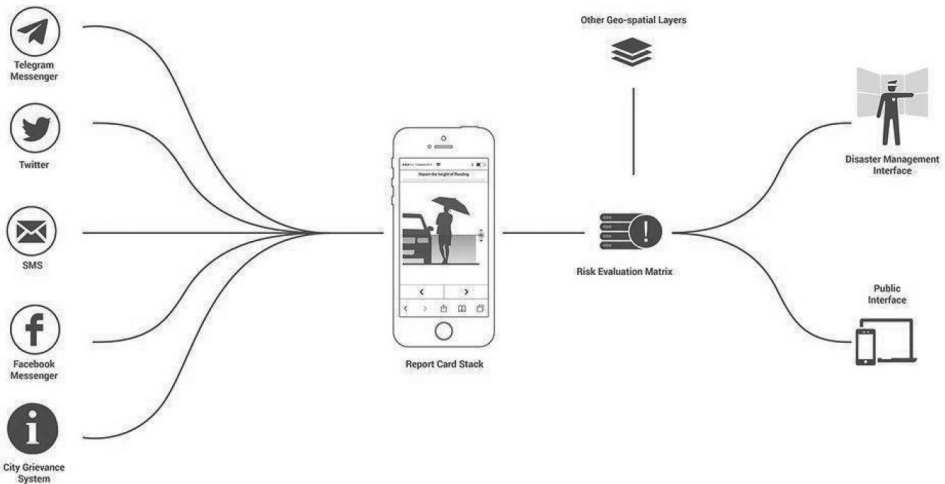 Telegram
Messenger
Twitter
SMS
Facebook
Messenger
City Grievance
System
Report the height of flooding
Report Card Stack
Other Geo-spatial Layers
Risk Evaluation Matrix
Disaster Management
Interface
Public
Interface